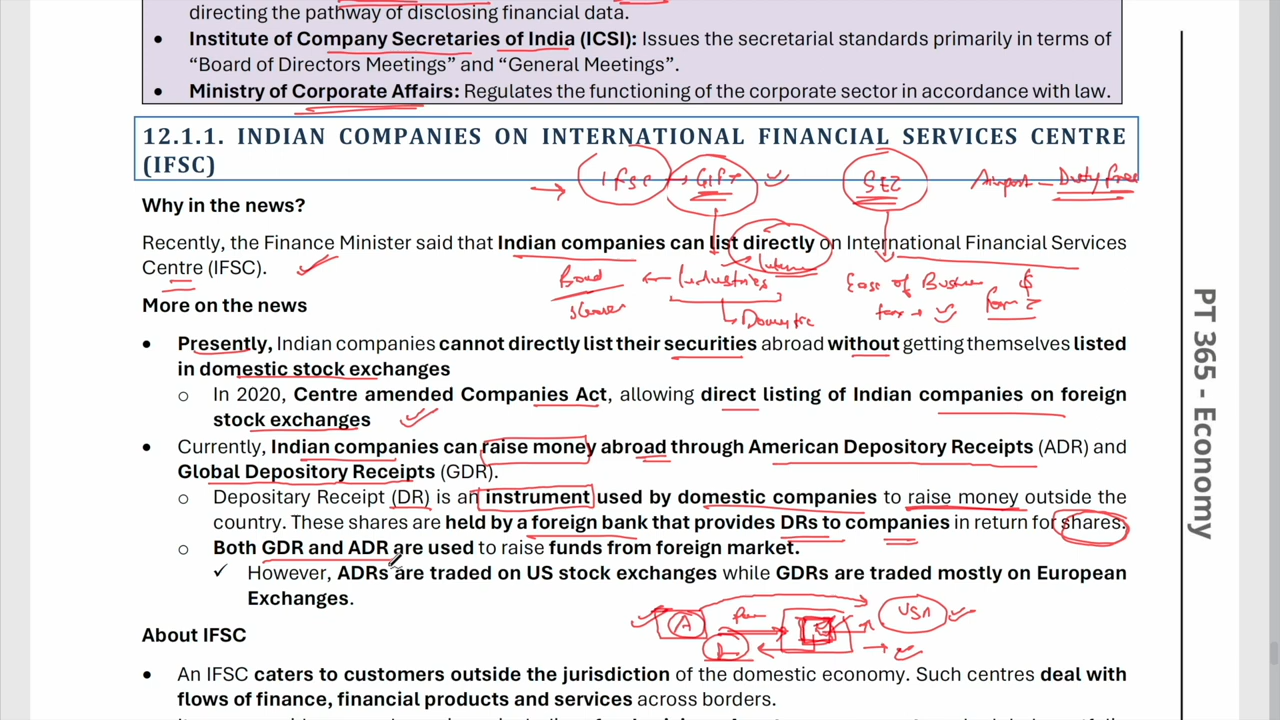 directing the pathway of disclosing financial data.
• Institute of Company Secretaries of India (ICSI): Issues the secretarial standards primarily in terms of
“Board of Directors Meetings” and “General Meetings”.
• Ministry of Corporate Affairs: Regulates the functioning of the corporate sector in accordance with law.
12.1.1. INDIAN COMPANIES ON INTERNATIONAL FINANCIAL SERVICES CENTRE
(IFSC)
IFSC GIFT SEZ Airport - Duty free
Why in the news?
Recently, the Finance Minister said that Indian companies can list directly on International Financial Services
Centre (IFSC).
Bond Industries Ease of Business $
Domestic tax form ₹
More on the news
• Presently, Indian companies cannot directly list their securities abroad without getting themselves listed
in domestic stock exchanges
o In 2020, Centre amended Companies Act, allowing direct listing of Indian companies on foreign
stock exchanges
• Currently, Indian companies can raise money abroad through American Depository Receipts (ADR) and
Global Depository Receipts (GDR).
o Depositary Receipt (DR) is an instrument used by domestic companies to raise money outside the
country. These shares are held by a foreign bank that provides DRs to companies in return for shares.
o Both GDR and ADR are used to raise funds from foreign market.
✓ However, ADRs are traded on US stock exchanges while GDRs are traded mostly on European
Exchanges.
A USA
About IFSC
• An IFSC caters to customers outside the jurisdiction of the domestic economy. Such centres deal with
flows of finance, financial products and services across borders.
PT 365 - Economy